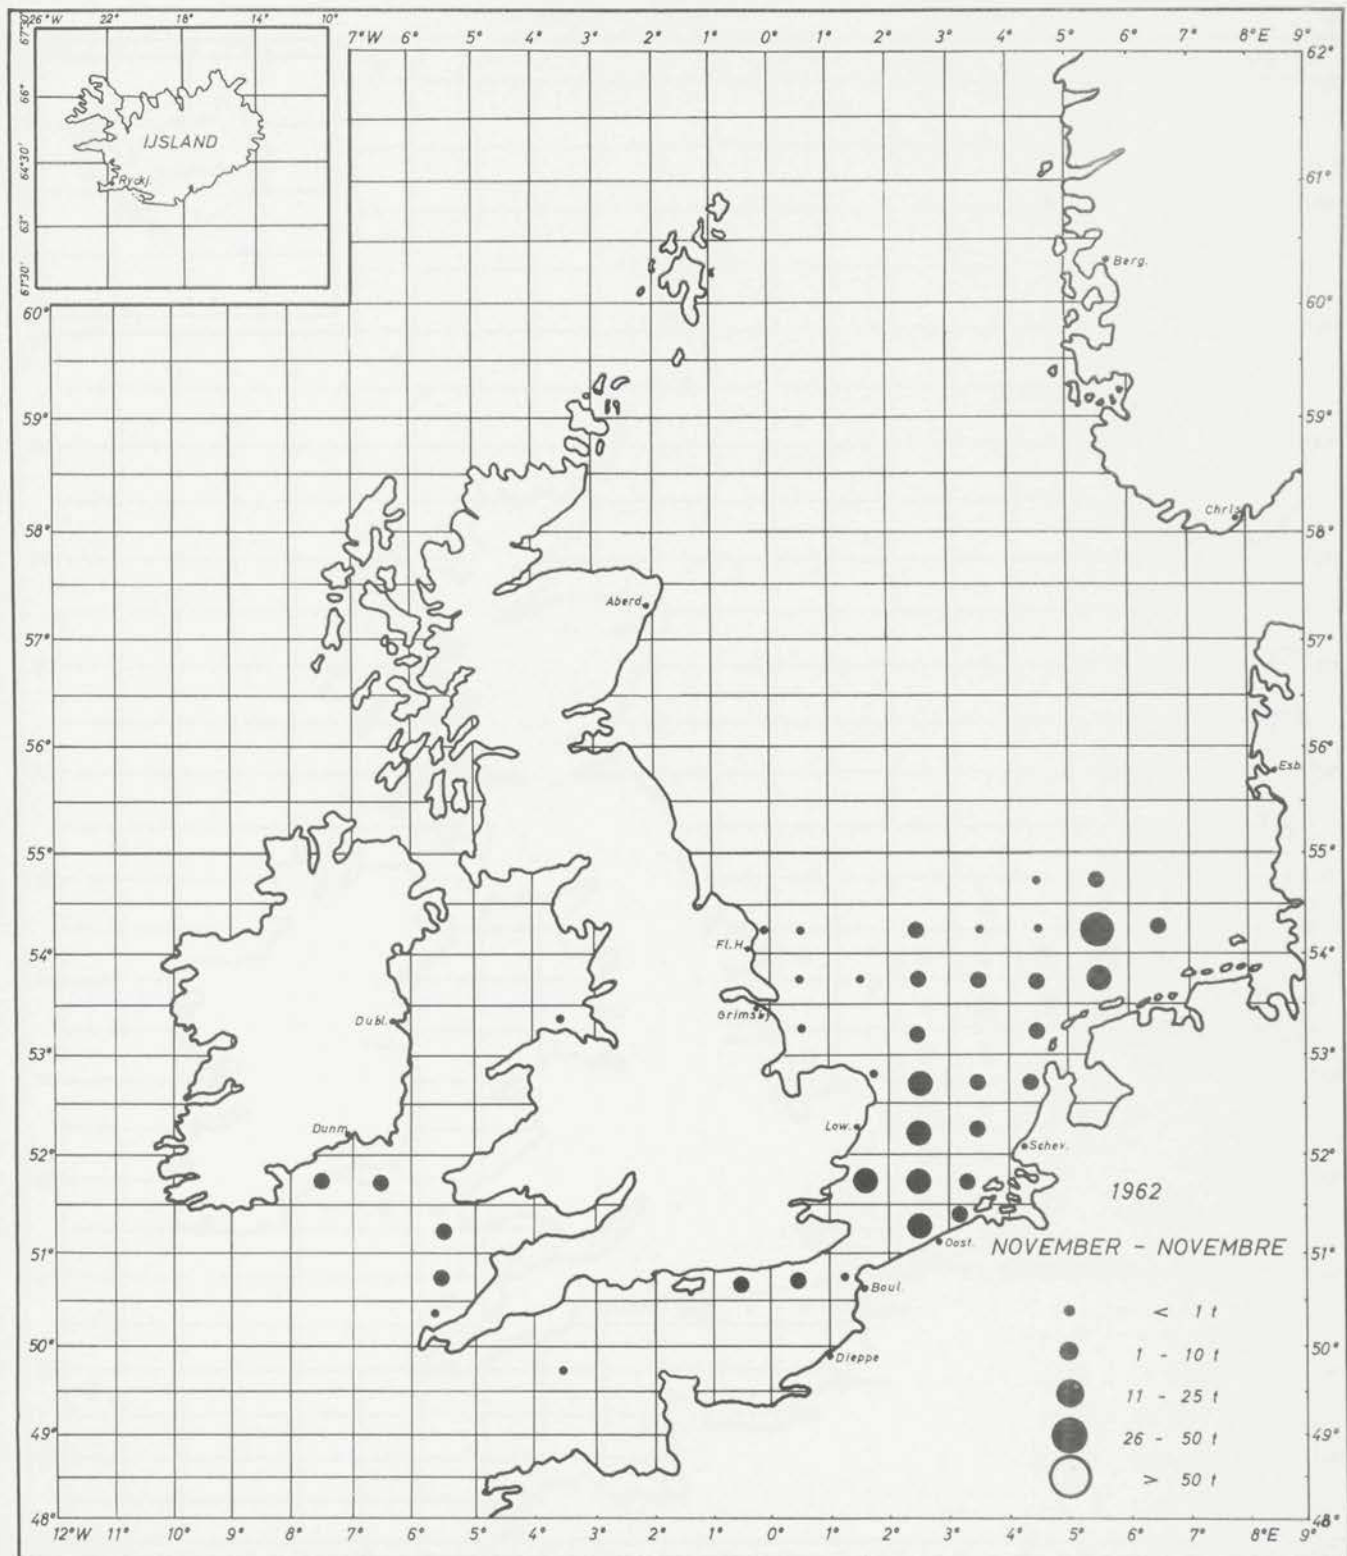 26°W 22° 18° 14° 10°
67°30'
66°
64°30'
63°
61°30'
IJSLAND
Ryckj.
7°W 6° 5° 4° 3° 2° 1° 0° 1° 2° 3° 4° 5° 6° 7° 8°E 9°
62°
61°
60° 60°
59° 59°
58° 58°
57° 57°
56° 56°
55° 55°
54° 54°
53° 53°
52° 52°
51° 51°
50° 50°
49° 49°
48° 48°
Berg.
Chris.
Aberd.
Esb.
Fl.H.
Grimsby
Dubl.
Dunm.
Low.
Schev.
Oost.
Boul.
Dieppe
1962
NOVEMBER - NOVEMBRE
< 1 t
1 - 10 t
11 - 25 t
26 - 50 t
> 50 t
12°W 11° 10° 9° 8° 7° 6° 5° 4° 3° 2° 1° 0° 1° 2° 3° 4° 5° 6° 7° 8°E 9°